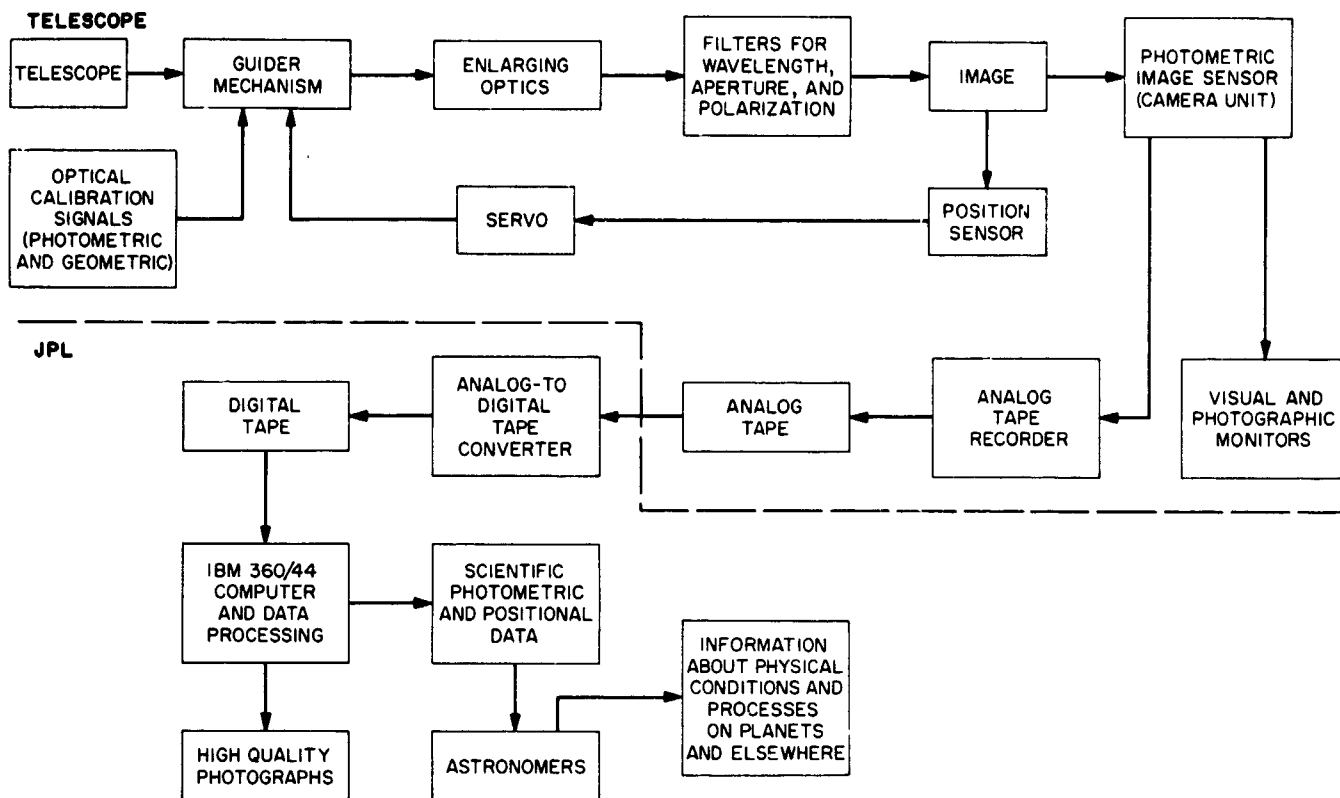 TELESCOPE
TELESCOPE
GUIDER
MECHANISM
ENLARGING
OPTICS
FILTERS FOR
WAVELENGTH,
APERTURE, AND
POLARIZATION
IMAGE
PHOTOMETRIC
IMAGE SENSOR
(CAMERA UNIT)
OPTICAL
CALIBRATION
SIGNALS
(PHOTOMETRIC
AND GEOMETRIC)
SERVO
POSITION
SENSOR
JPL
DIGITAL
TAPE
ANALOG-TO
DIGITAL
TAPE
CONVERTER
ANALOG
TAPE
ANALOG
TAPE
RECORDER
VISUAL AND
PHOTOGRAPHIC
MONITORS
IBM 360/44
COMPUTER
AND DATA
PROCESSING
SCIENTIFIC
PHOTOMETRIC
AND POSITIONAL
DATA
INFORMATION
ABOUT PHYSICAL
CONDITIONS AND
PROCESSES
ON PLANETS
AND ELSEWHERE
HIGH QUALITY
PHOTOGRAPHS
ASTRONOMERS